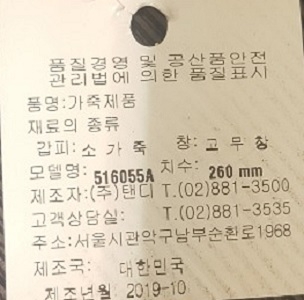 품질경영 및 공산품안전
관리법에 의한 품질표시
품명:가죽제품
재료의 종류
갑피: 소 가 죽 창: 고 무 창
모델명: 516055A 치수: 260 mm
제조자:(주)탠디 T.(02)881-3500
고객상담실: T.(02)881-3535
주소:서울시관악구남부순환로1968
제조국: 대한민국
제조년월 2019-10